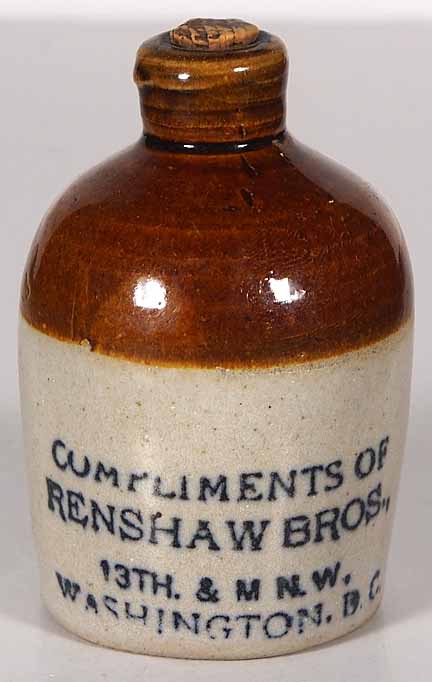 COMPLIMENTS OF
RENSHAW BROS.,
13TH. & M N.W.
WASHINGTON. D.C.